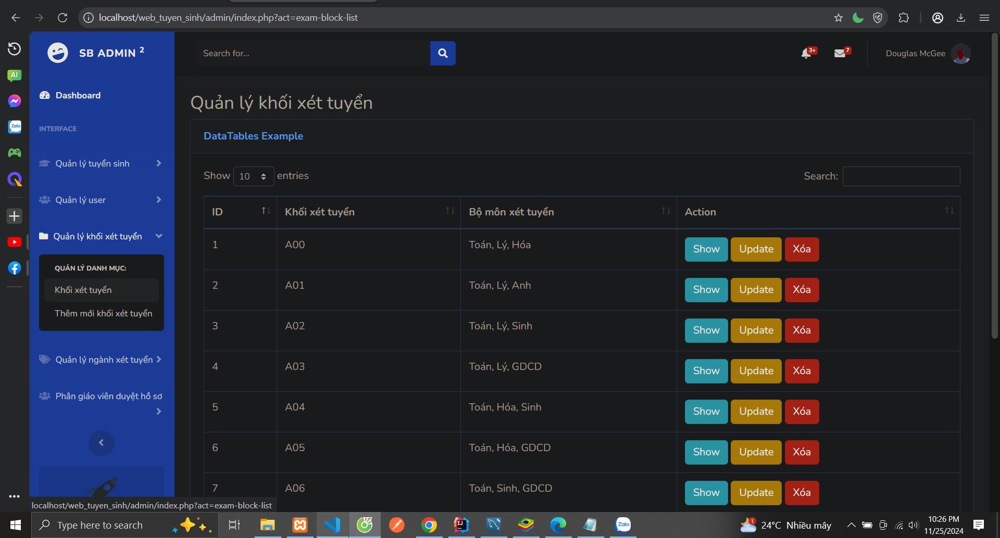 localhost/web_tuyen_sinh/admin/index.php?act=exam-block-list
AI
Zalo
SB ADMIN 2
Search for...
3+
7
Douglas McGee
Dashboard
INTERFACE
Quản lý tuyển sinh
Quản lý user
Quản lý khối xét tuyển
QUẢN LÝ DANH MỤC:
Khối xét tuyển
Thêm mới khối xét tuyển
Quản lý ngành xét tuyển
Phân giáo viên duyệt hồ sơ
Quản lý khối xét tuyển
DataTables Example
Show 10 entries
Search:
ID Khối xét tuyển Bộ môn xét tuyển Action
1 A00 Toán, Lý, Hóa Show Update Xóa
2 A01 Toán, Lý, Anh Show Update Xóa
3 A02 Toán, Lý, Sinh Show Update Xóa
4 A03 Toán, Lý, GDCD Show Update Xóa
5 A04 Toán, Hóa, Sinh Show Update Xóa
6 A05 Toán, Hóa, GDCD Show Update Xóa
7 A06 Toán, Sinh, GDCD Show Update Xóa
localhost/web_tuyen_sinh/admin/index.php?act=exam-block-list
Type here to search
IJ
Zalo
1
24°C Nhiều mây
10:26 PM
11/25/2024